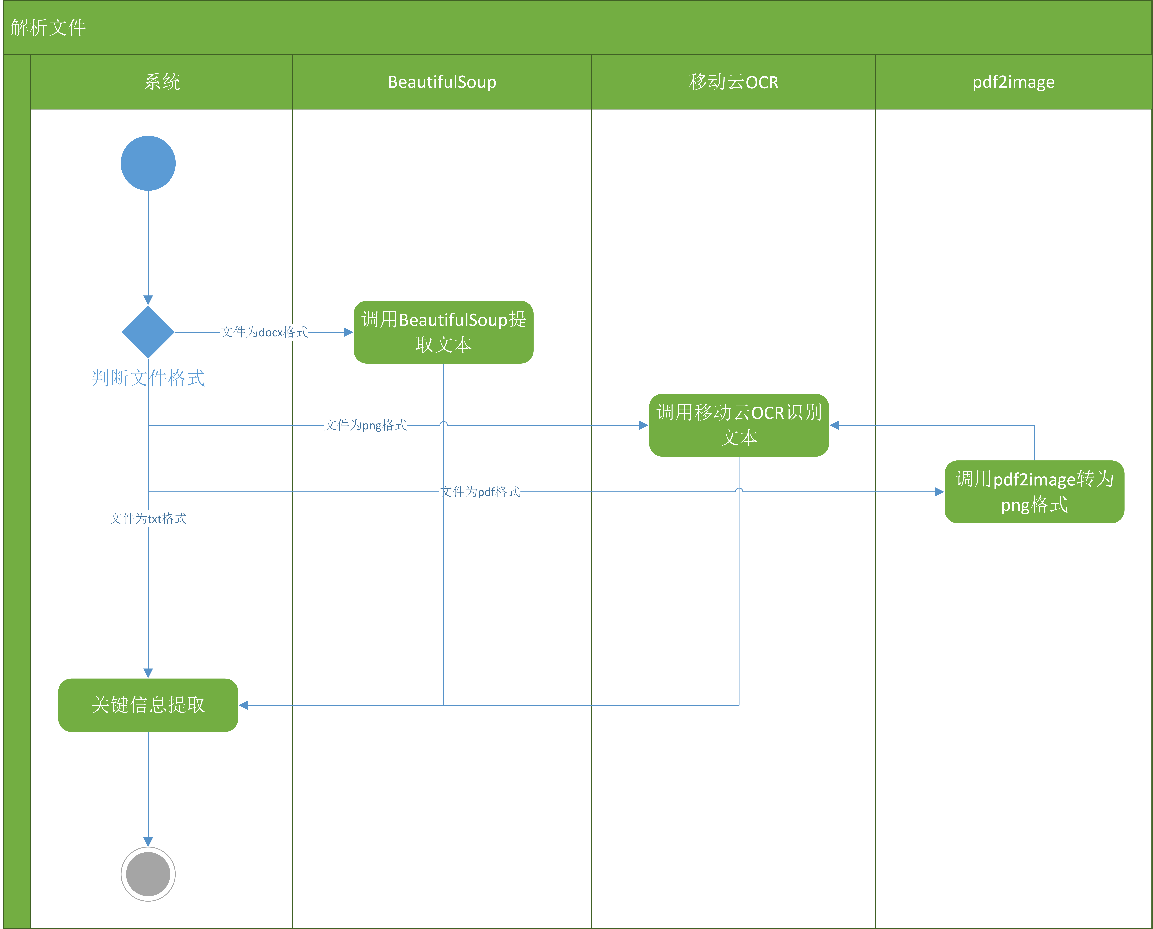 解析文件
系统
BeautifulSoup
移动云OCR
pdf2image
文件为docx格式
调用BeautifulSoup提
取文本
判断文件格式
文件为png格式
调用移动云OCR识别
文本
文件为pdf格式
调用pdf2image转为
png格式
文件为txt格式
关键信息提取